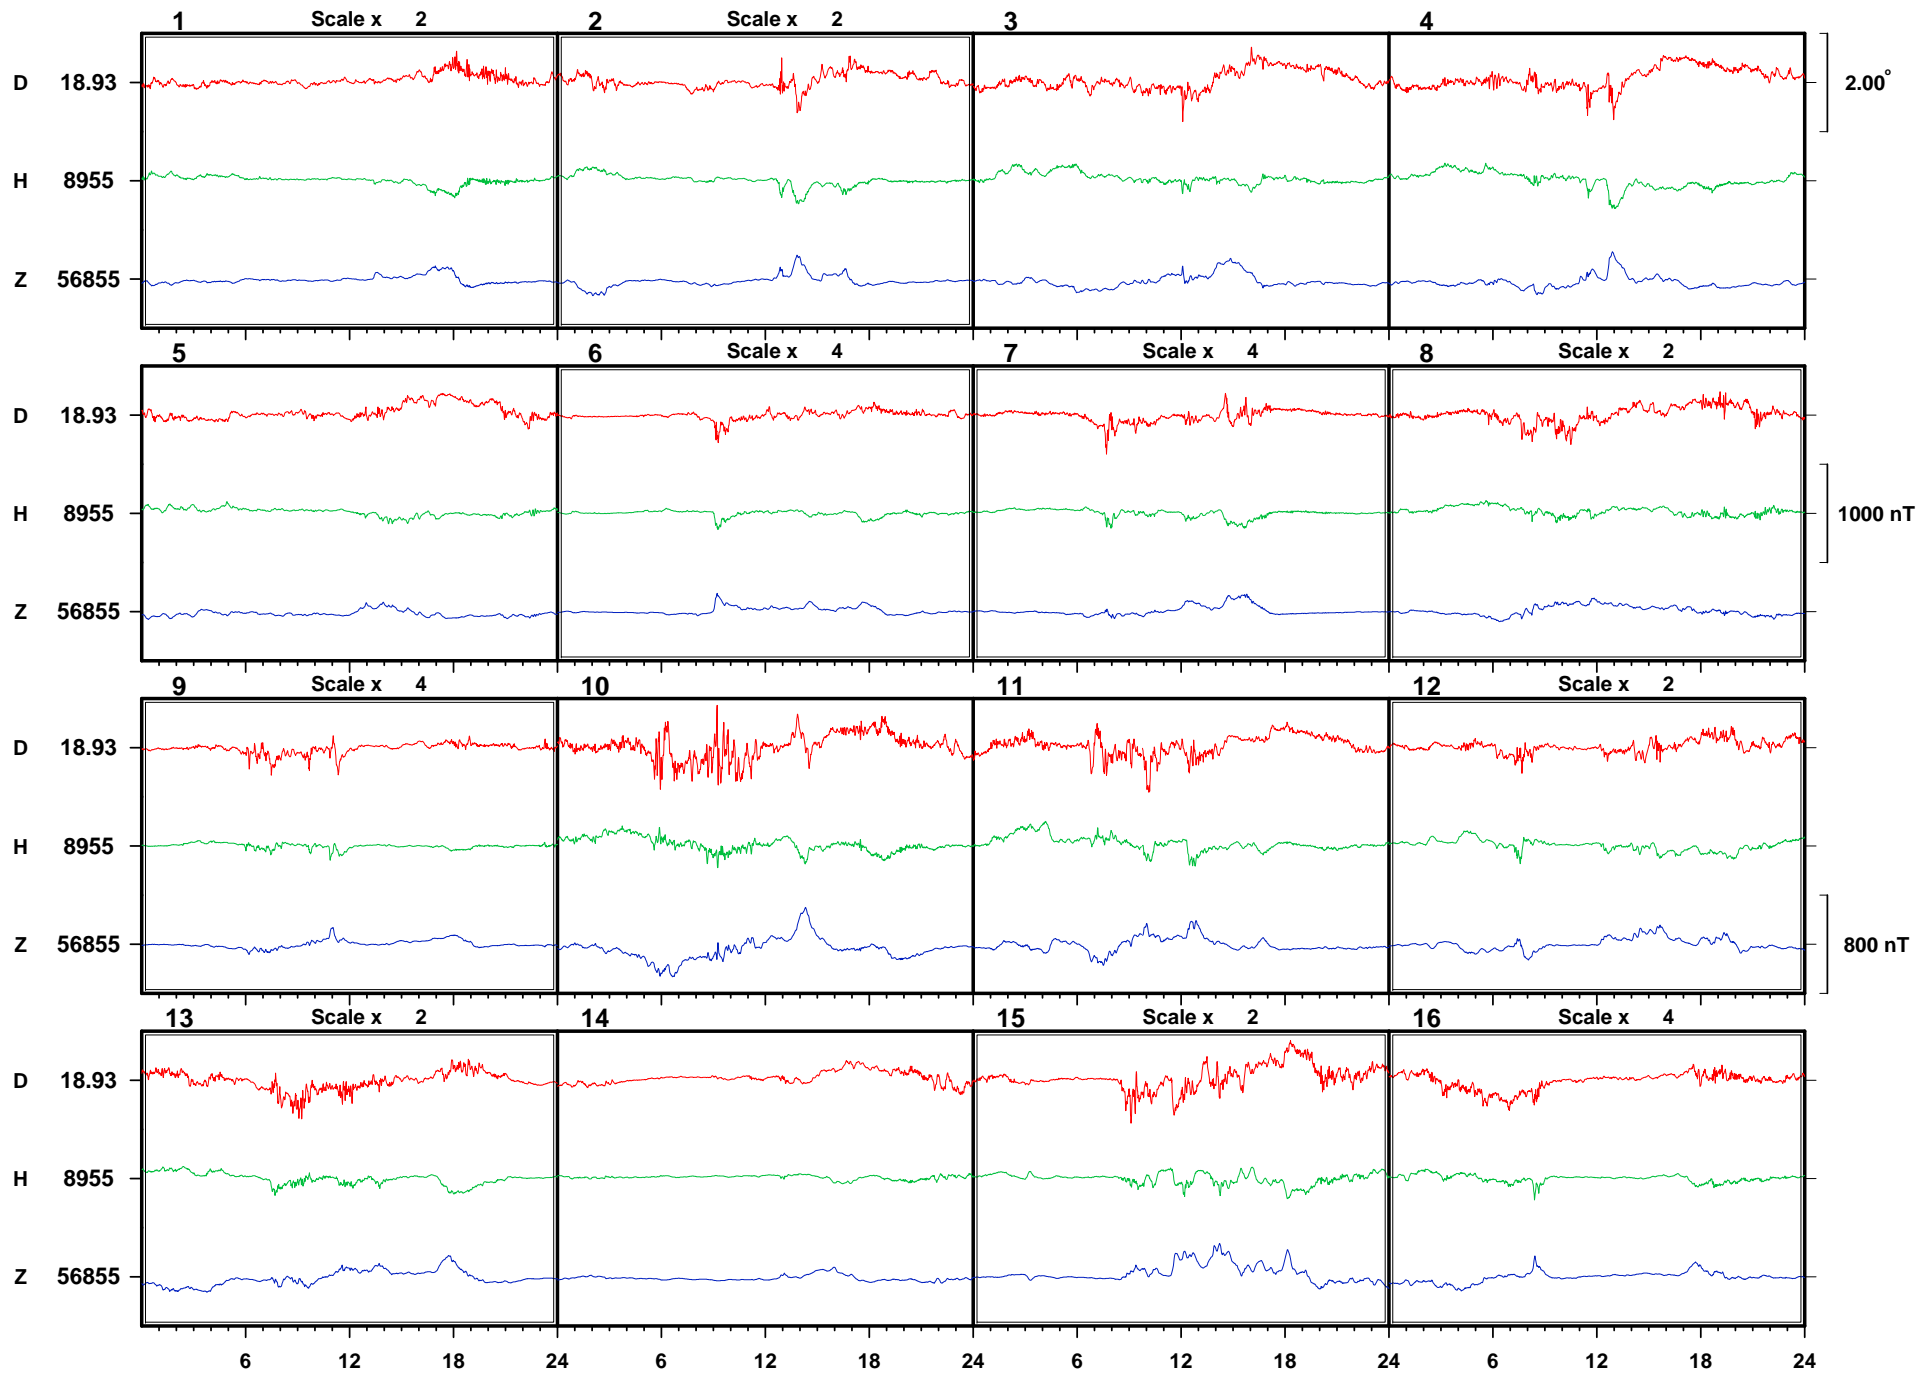 1 Scale x 2 2 Scale x 2 3 4
D 18.93 2.00°
H 8955
Z 56855
5 6 Scale x 4 7 Scale x 4 8 Scale x 2
D 18.93
H 8955 1000 nT
Z 56855
9 Scale x 4 10 11 12 Scale x 2
D 18.93
H 8955
Z 56855 800 nT
13 Scale x 2 14 15 Scale x 2 16 Scale x 4
D 18.93
H 8955
Z 56855
6 12 18 24 6 12 18 24 6 12 18 24 6 12 18 24